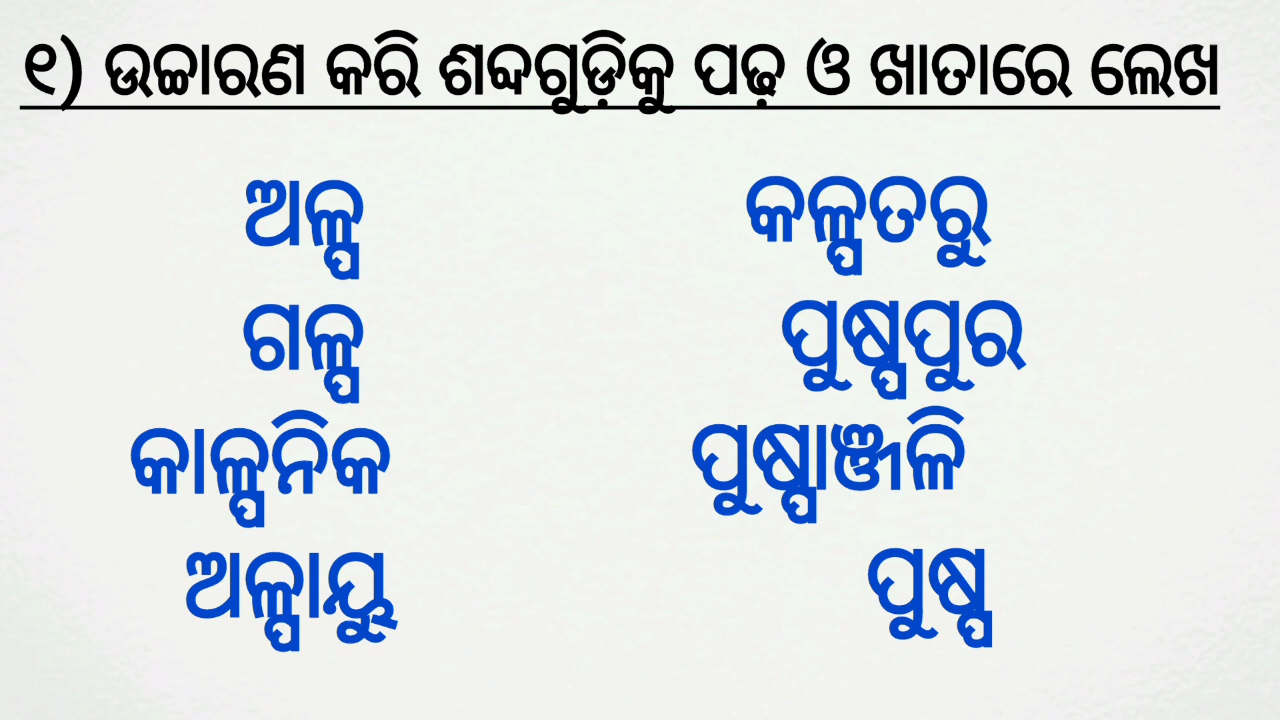 ୧) ଉଚ୍ଚାରଣ କରି ଶବ୍ଦଗୁଡ଼ିକୁ ପଢ଼ ଓ ଖାତାରେ ଲେଖ
ଅଳ୍ପ କଳ୍ପତରୁ
ଗଳ୍ପ ପୁଷ୍ପପୁର
କାଳ୍ପନିକ ପୁଷ୍ପାଞ୍ଜଳି
ଅଳ୍ପାୟୁ ପୁଷ୍ପ